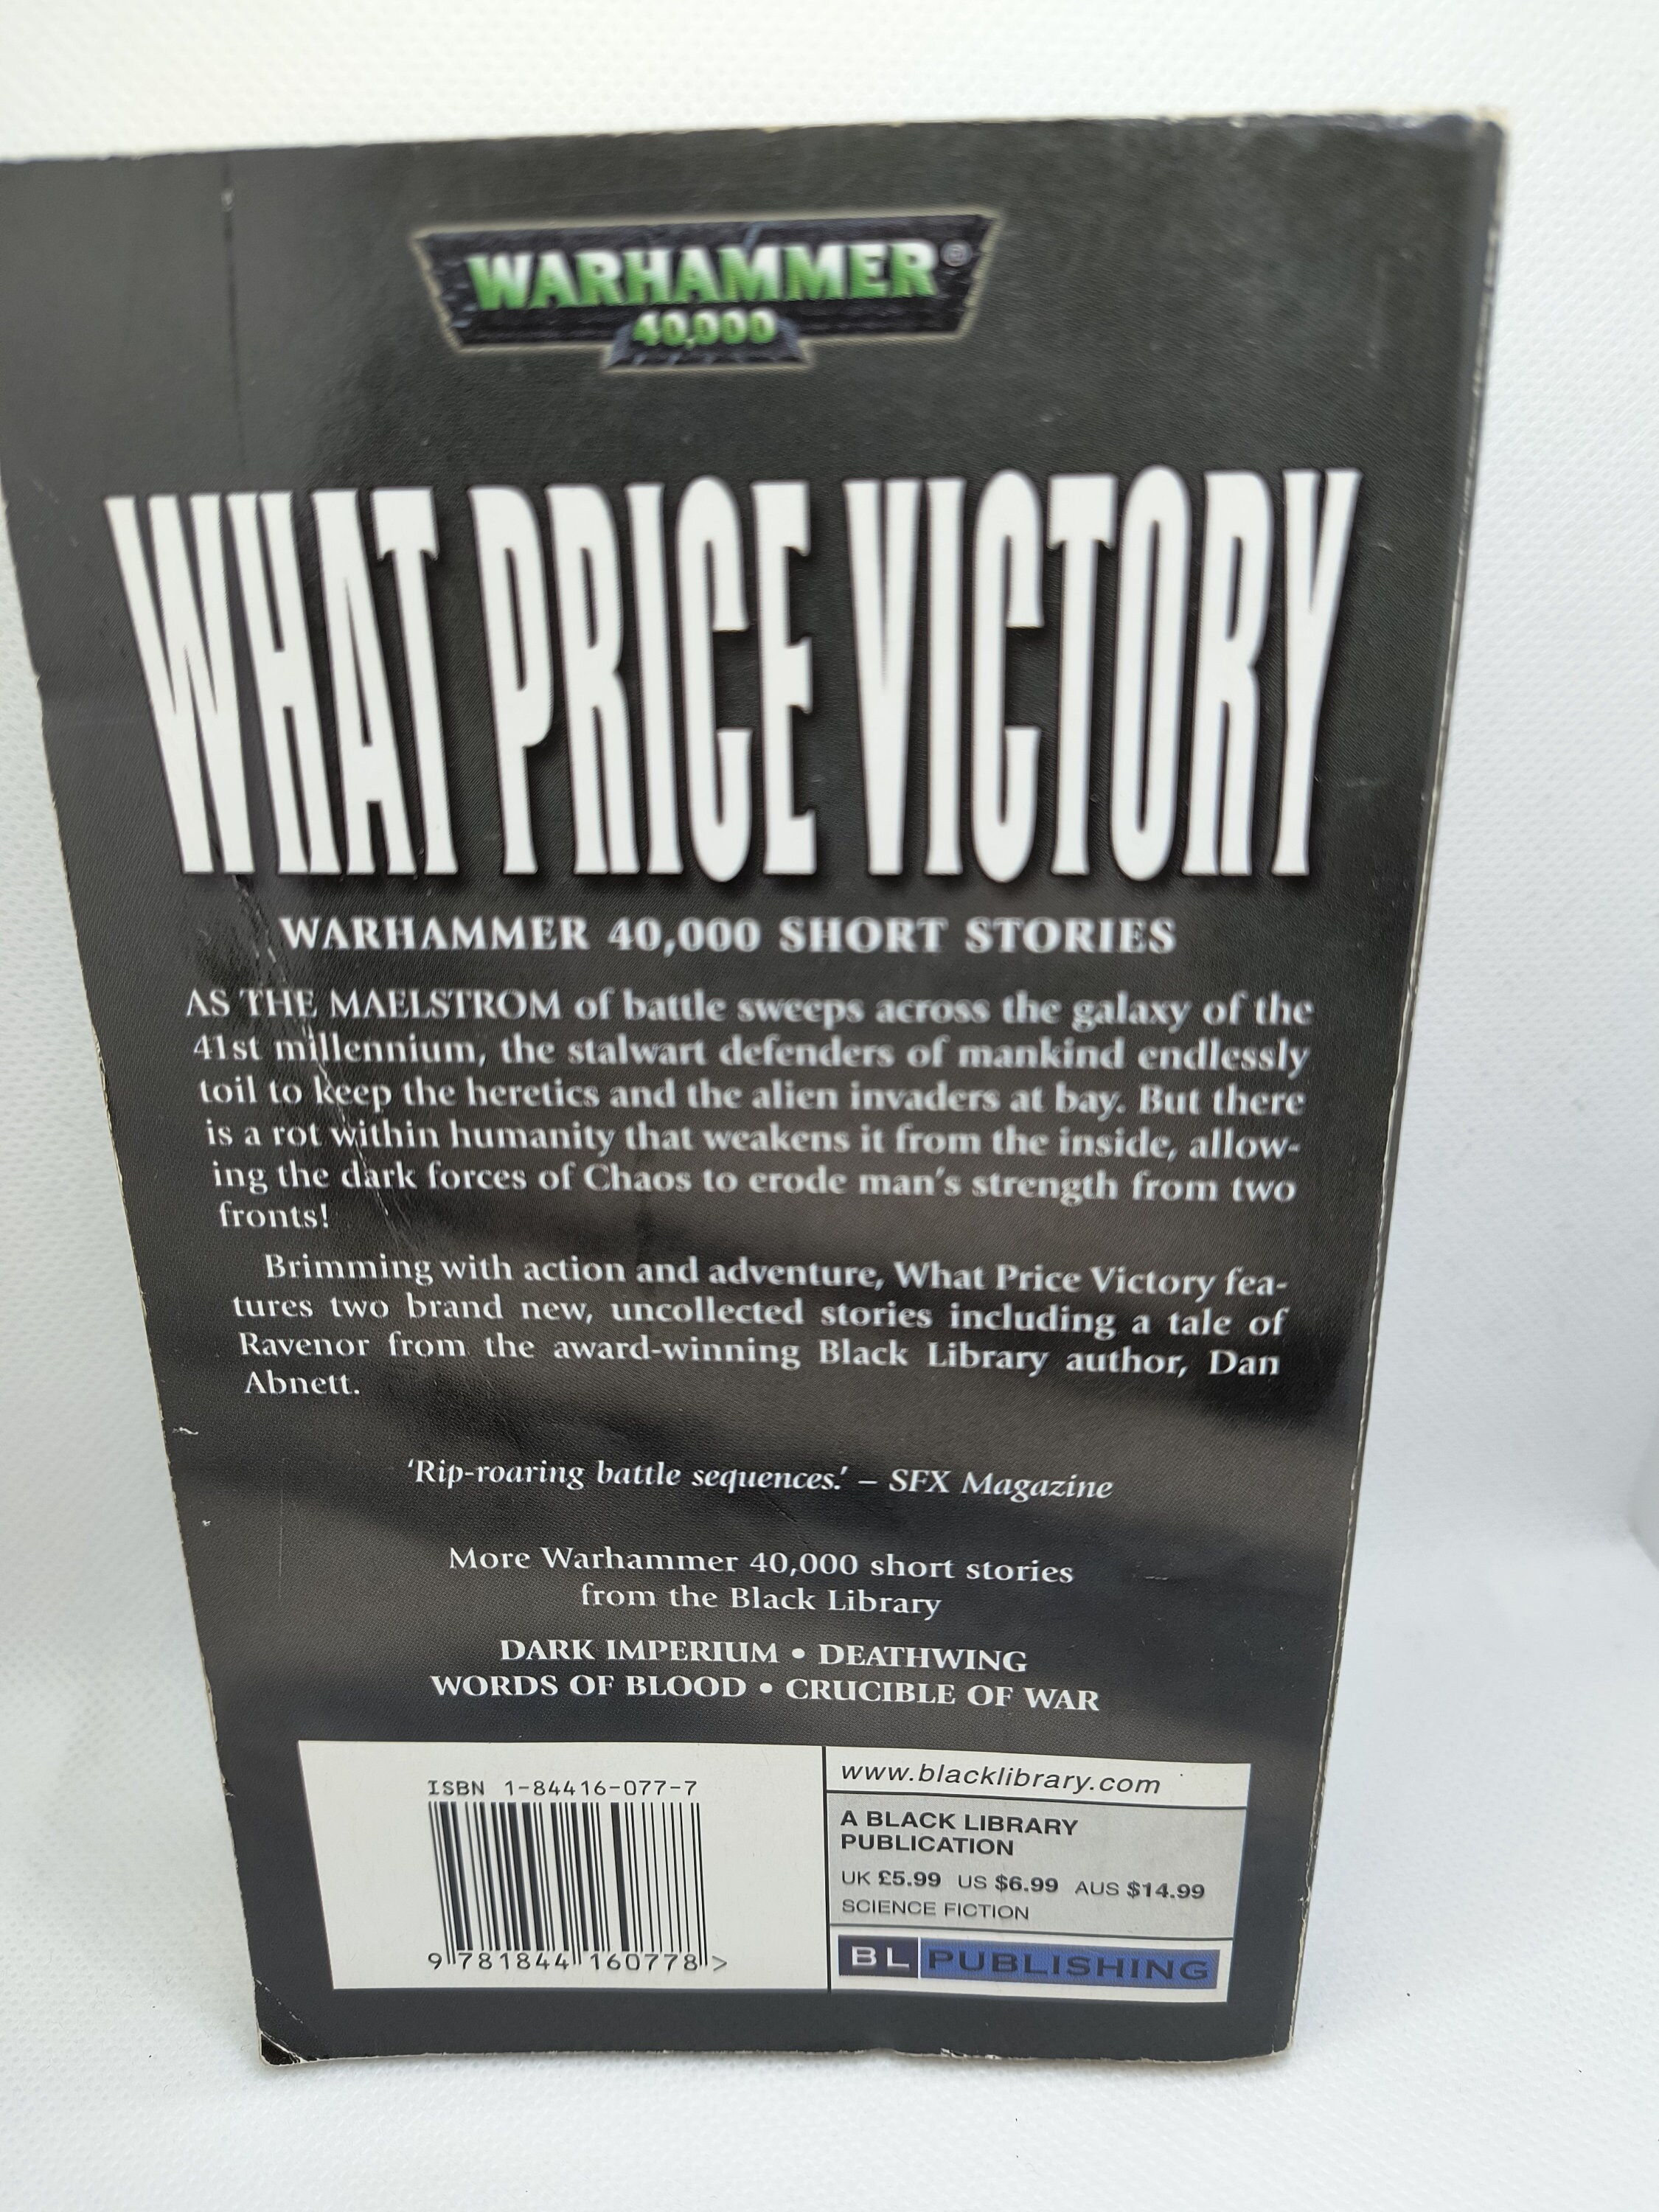 WARHAMMER®
40,000
WHAT PRICE VICTORY
WARHAMMER 40,000 SHORT STORIES
AS THE MAELSTROM of battle sweeps across the galaxy of the
41st millennium, the stalwart defenders of mankind endlessly
toil to keep the heretics and the alien invaders at bay. But there
is a rot within humanity that weakens it from the inside, allow-
ing the dark forces of Chaos to erode man's strength from two
fronts!
Brimming with action and adventure, What Price Victory fea-
tures two brand new, uncollected stories including a tale of
Ravenor from the award-winning Black Library author, Dan
Abnett.
‘Rip-roaring battle sequences.’ – SFX Magazine
More Warhammer 40,000 short stories
from the Black Library
DARK IMPERIUM • DEATHWING
WORDS OF BLOOD • CRUCIBLE OF WAR
ISBN 1-84416-077-7
9 781844 160778 >
www.blacklibrary.com
A BLACK LIBRARY
PUBLICATION
UK £5.99 US $6.99 AUS $14.99
SCIENCE FICTION
BL PUBLISHING